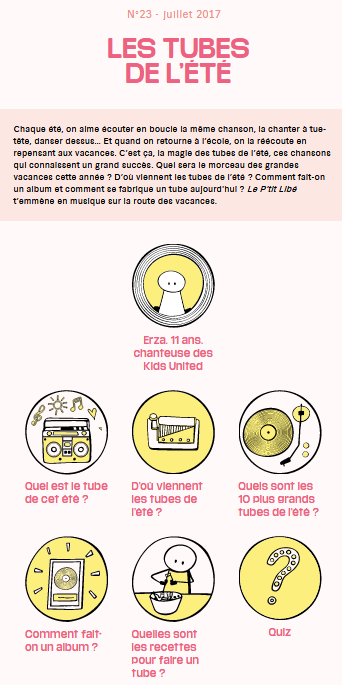 N°23 - juillet 2017
LES TUBES
DE L'ÉTÉ
Chaque été, on aime écouter en boucle la même chanson, la chanter à tue-
tête, danser dessus... Et quand on retourne à l'école, on la réécoute en
repensant aux vacances. C'est ça, la magie des tubes de l'été, ces chansons
qui connaissent un grand succès. Quel sera le morceau des grandes
vacances cette année ? D'où viennent les tubes de l'été ? Comment fait-on
un album et comment se fabrique un tube aujourd'hui ? Le P'tit Libé
t'emmène en musique sur la route des vacances.
Erza, 11 ans,
chanteuse des
Kids United
Quel est le tube
de cet été ?
D'où viennent
les tubes de
l'été ?
Quels sont les
10 plus grands
tubes de l'été ?
Comment fait-
on un album ?
Quelles sont
les recettes
pour faire un
tube ?
Quiz